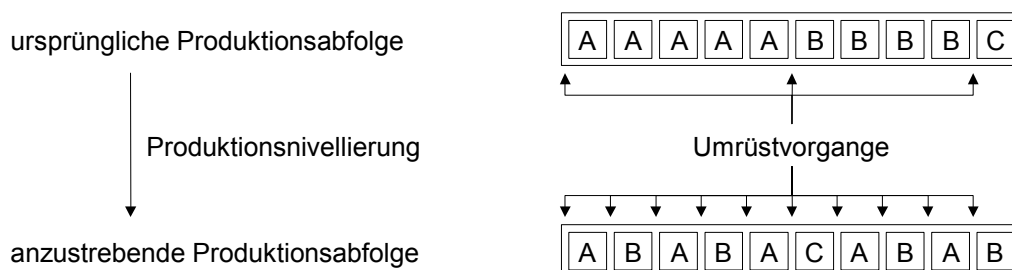 ursprüngliche Produktionsabfolge
A A A A A B B B B C
Produktionsnivellierung
Umrüstvorgange
anzustrebende Produktionsabfolge
A B A B A C A B A B